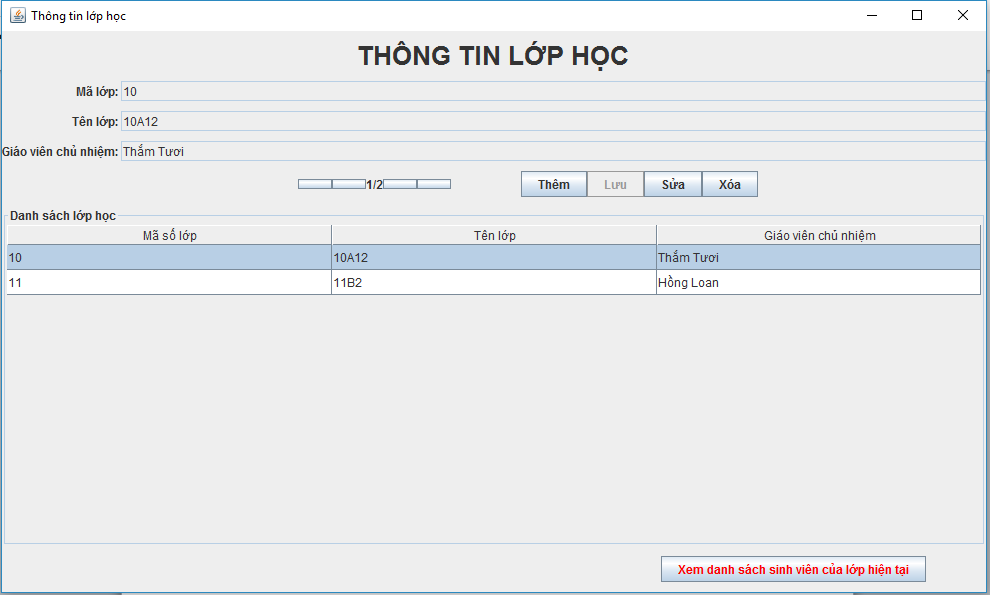 Thông tin lớp học
THÔNG TIN LỚP HỌC
Mã lớp: 10
Tên lớp: 10A12
Giáo viên chủ nhiệm: Thắm Tươi
1/2 Thêm Lưu Sửa Xóa
Danh sách lớp học
Mã số lớp Tên lớp Giáo viên chủ nhiệm
10 10A12 Thắm Tươi
11 11B2 Hồng Loan
Xem danh sách sinh viên của lớp hiện tại